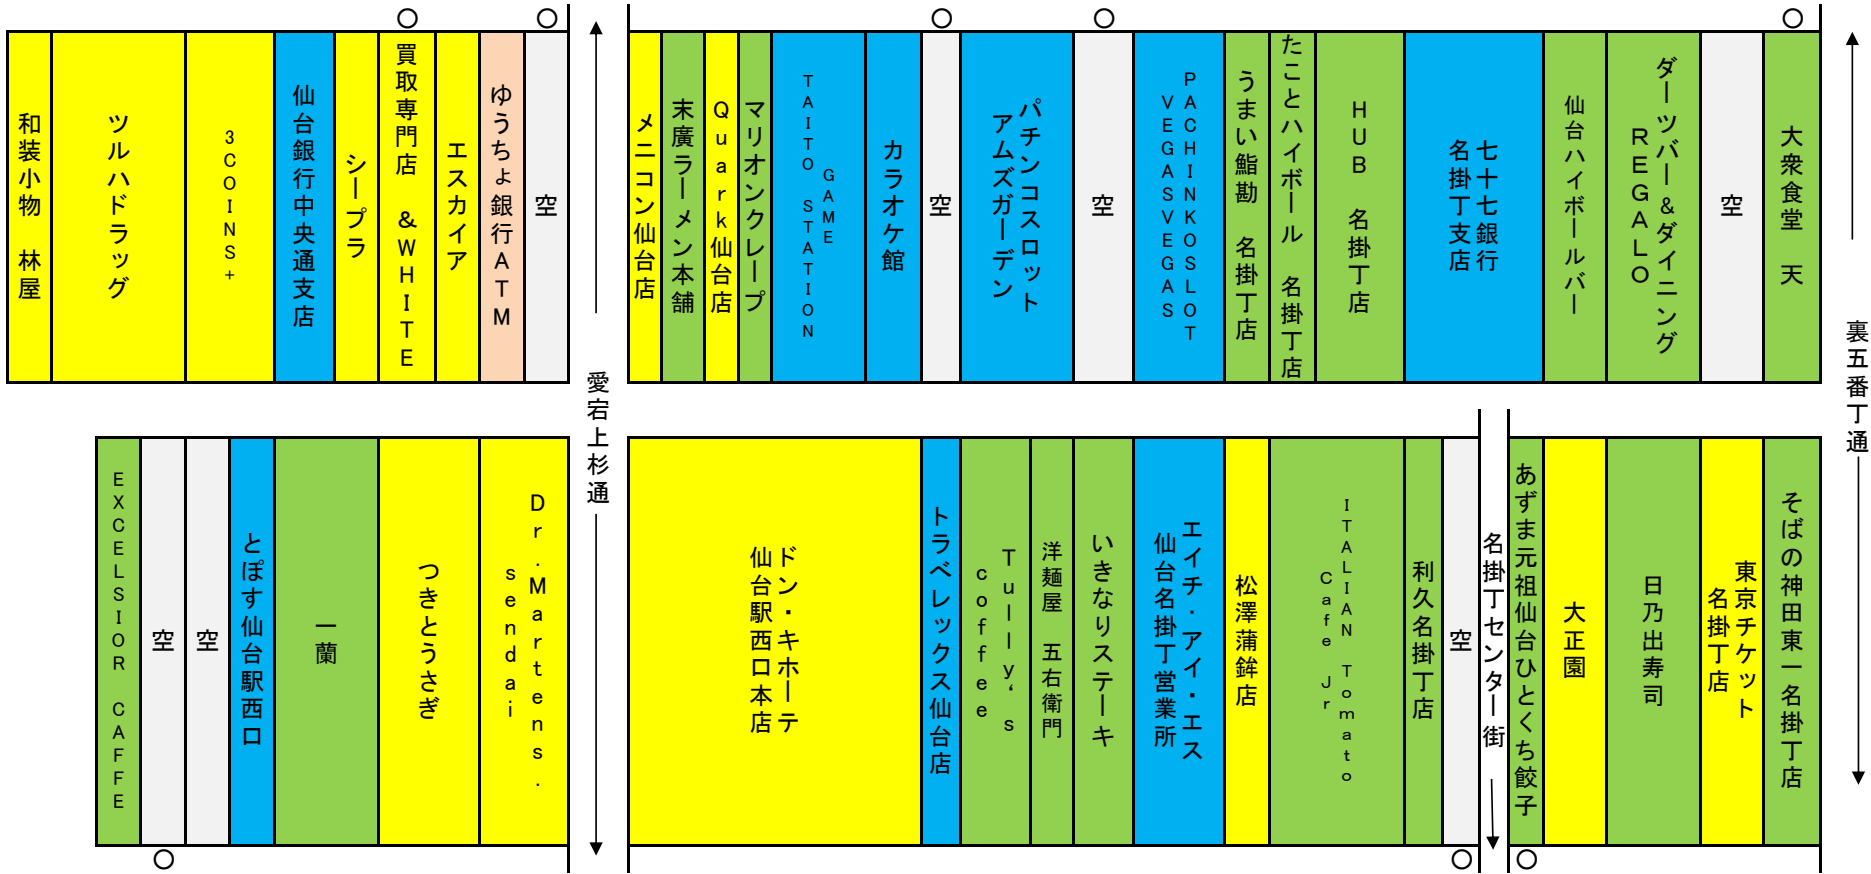 和装小物 林屋
ツルハドラッグ
3COINS+
仙台銀行中央通支店
シープラ
買取専門店 &WHITE
エスカイア
ゆうちょ銀行ATM
空
愛宕上杉通
メニコン仙台店
末廣ラーメン本舗
Quark仙台店
マリオンクレープ
GAME
TAITO STATION
カラオケ館
空
パチンコスロット
アムズガーデン
空
PACHINKOSLOT
VEGASVEGAS
うまい鮨勘 名掛丁店
たことハイボール 名掛丁店
HUB 名掛丁店
七十七銀行
名掛丁支店
仙台ハイボールバー
ダーツバー&ダイニング
REGALO
空
大衆食堂 天
裏五番丁通
EXCELSIOR CAFFE
空
空
とぽす仙台駅西口
一蘭
つきとうさぎ
Dr.Martens.
sendai
ドン・キホーテ
仙台駅西口本店
トラベレックス仙台店
Tully‘s
coffee
洋麺屋 五右衛門
いきなりステーキ
エイチ・アイ・エス
仙台名掛丁営業所
松澤蒲鉾店
ITALIAN Tomato
Cafe Jr
利久名掛丁店
空
名掛丁センター街
あずま元祖仙台ひとくち餃子
大正園
日乃出寿司
東京チケット
名掛丁店
そばの神田東一名掛丁店